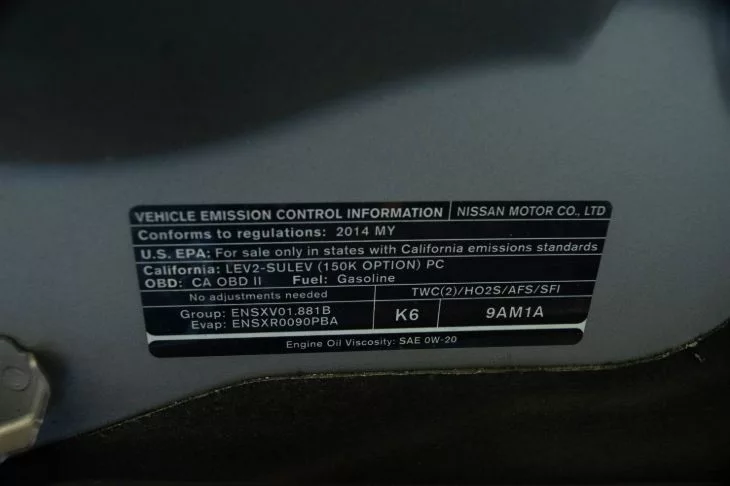 VEHICLE EMISSION CONTROL INFORMATION NISSAN MOTOR CO., LTD
Conforms to regulations: 2014 MY
U.S. EPA: For sale only in states with California emissions standards
California: LEV2-SULEV (150K OPTION) PC
OBD: CA OBD II Fuel: Gasoline
No adjustments needed TWC(2)/HO2S/AFS/SFI
Group: ENSXV01.881B
Evap: ENSXR0090PBA
K6 9AM1A
Engine Oil Viscosity: SAE 0W-20